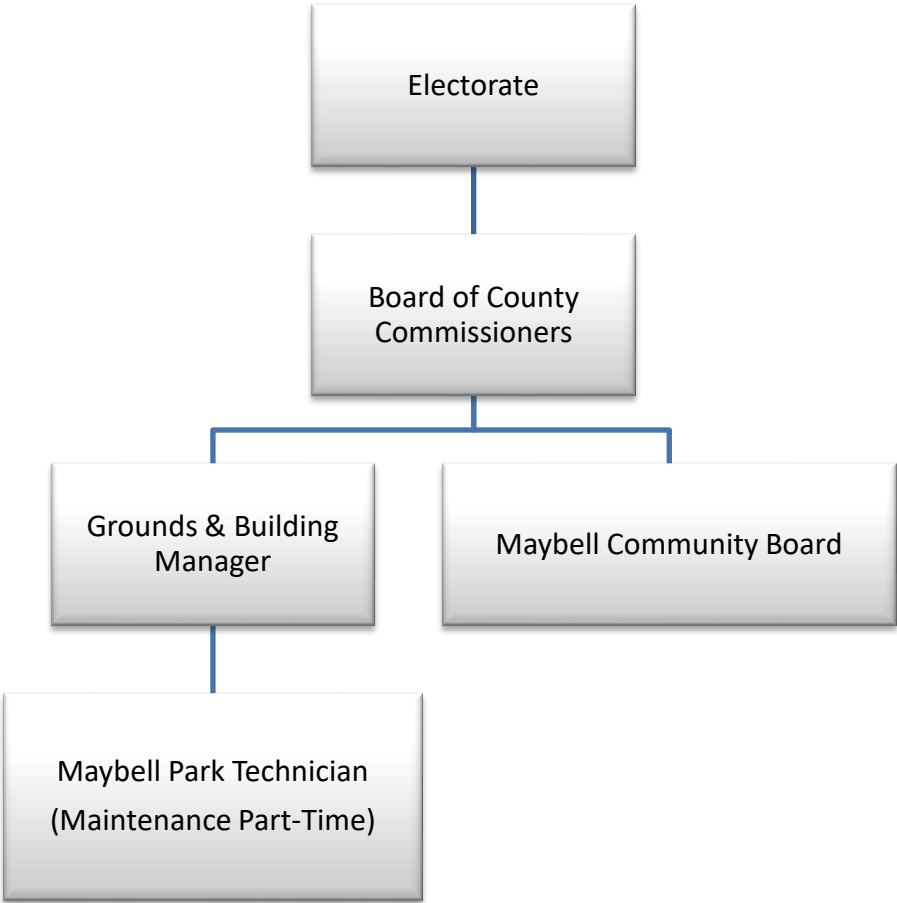 Electorate
Board of County
Commissioners
Grounds & Building
Manager
Maybell Community Board
Maybell Park Technician
(Maintenance Part-Time)